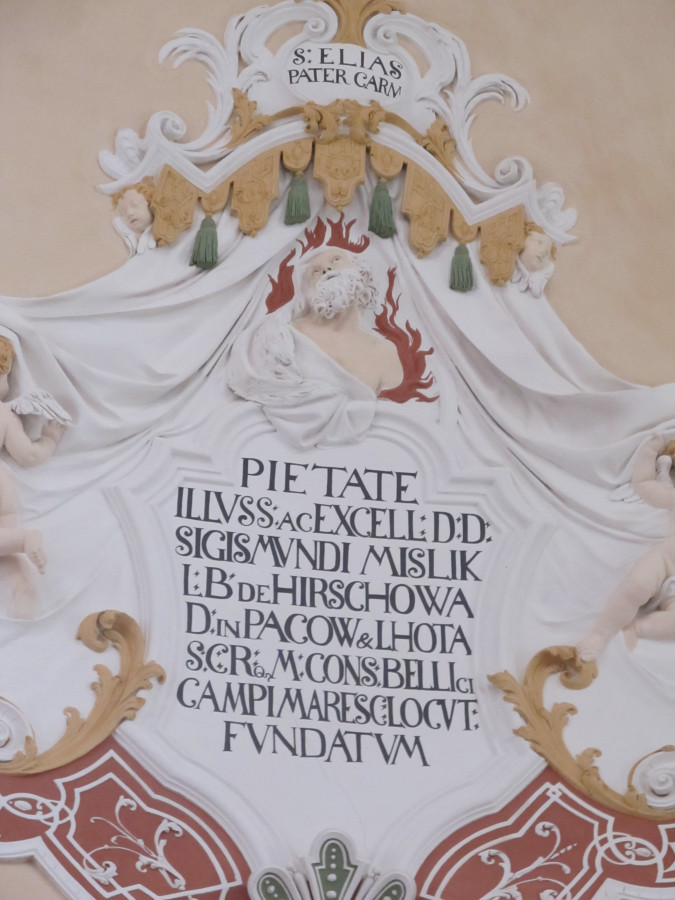 S: ELIAS
PATER CARM
PIETATE
ILLVSS: AC EXCELL: D: D:
SIGISMVNDI MISLIK
L: B: DE HIRSCHOWA
D: IN PACOW & LHOTA
S: C: R: M: CONS: BELLICI
CAMPI MARESC: LOCVT:
FVNDATVM